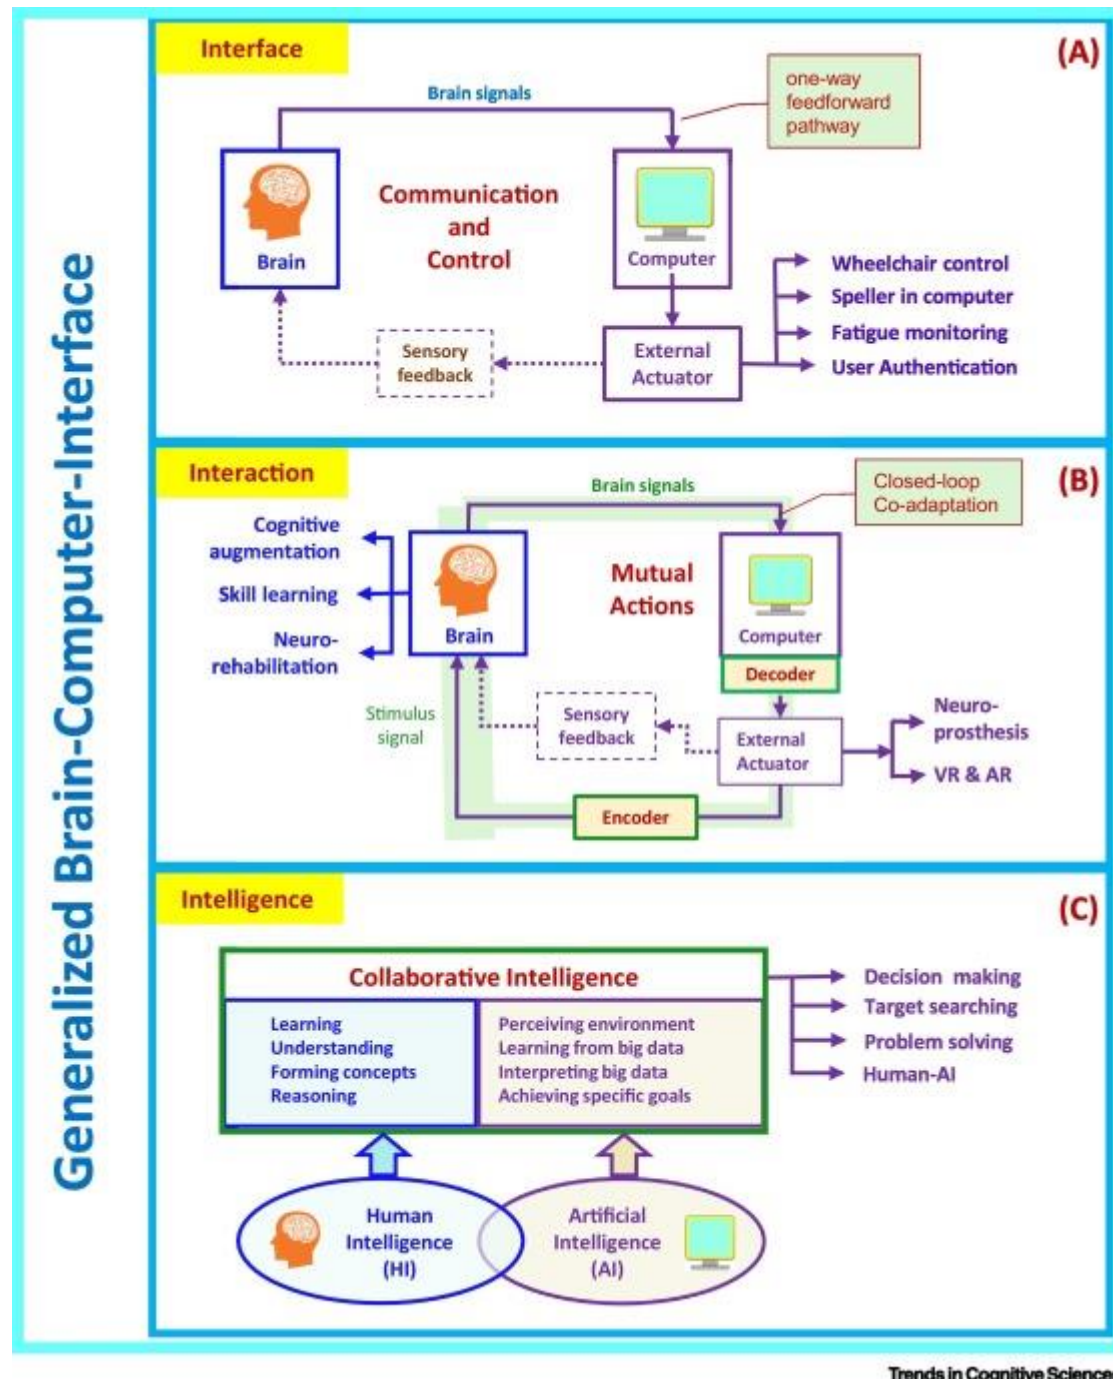 Generalized Brain-Computer-Interface
Interface
(A)
Brain signals
one-way
feedforward
pathway
Communication
and
Control
Brain
Computer
Sensory
feedback
External
Actuator
Wheelchair control
Speller in computer
Fatigue monitoring
User Authentication
Interaction
(B)
Brain signals
Closed-loop
Co-adaptation
Cognitive
augmentation
Skill learning
Neuro-
rehabilitation
Brain
Mutual
Actions
Computer
Decoder
Stimulus
signal
Sensory
feedback
External
Actuator
Neuro-
prosthesis
VR & AR
Encoder
Intelligence
(C)
Collaborative Intelligence
Learning
Understanding
Forming concepts
Reasoning
Perceiving environment
Learning from big data
Interpreting big data
Achieving specific goals
Decision making
Target searching
Problem solving
Human-AI
Human
Intelligence
(HI)
Artificial
Intelligence
(AI)
Trends in Cognitive Science